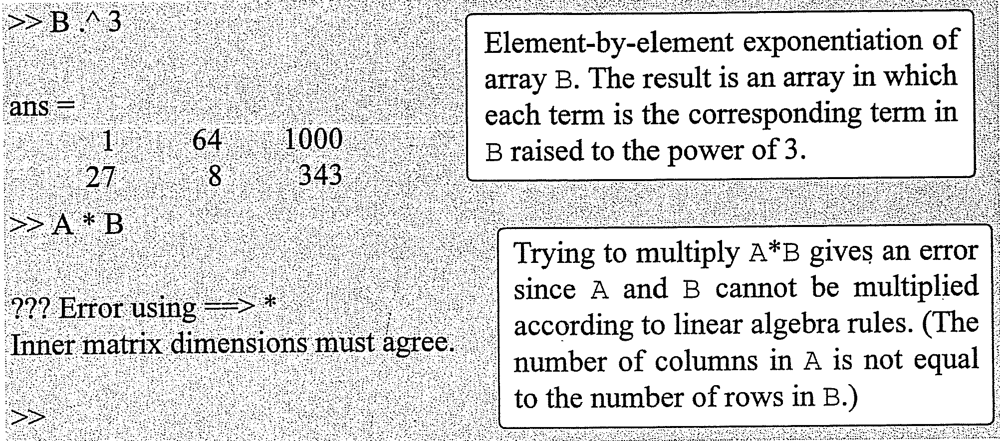 >> B .^ 3
ans =
1 64 1000
27 8 343
>> A * B
??? Error using ==> *
Inner matrix dimensions must agree.
>>
Element-by-element exponentiation of
array B. The result is an array in which
each term is the corresponding term in
B raised to the power of 3.
Trying to multiply A*B gives an error
since A and B cannot be multiplied
according to linear algebra rules. (The
number of columns in A is not equal
to the number of rows in B.)